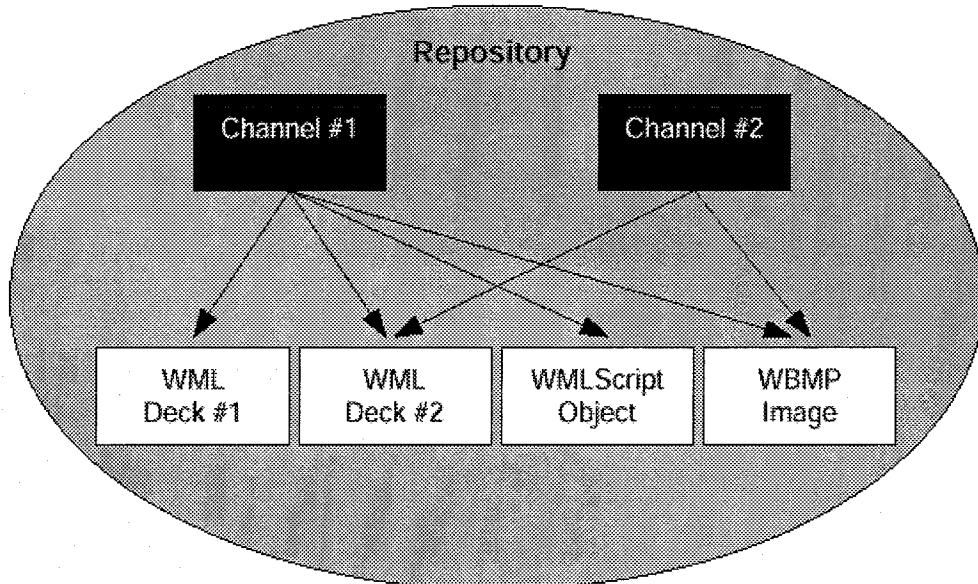 Repository
Channel #1
Channel #2
WML
Deck #1
WML
Deck #2
WMLScript
Object
WBMP
Image